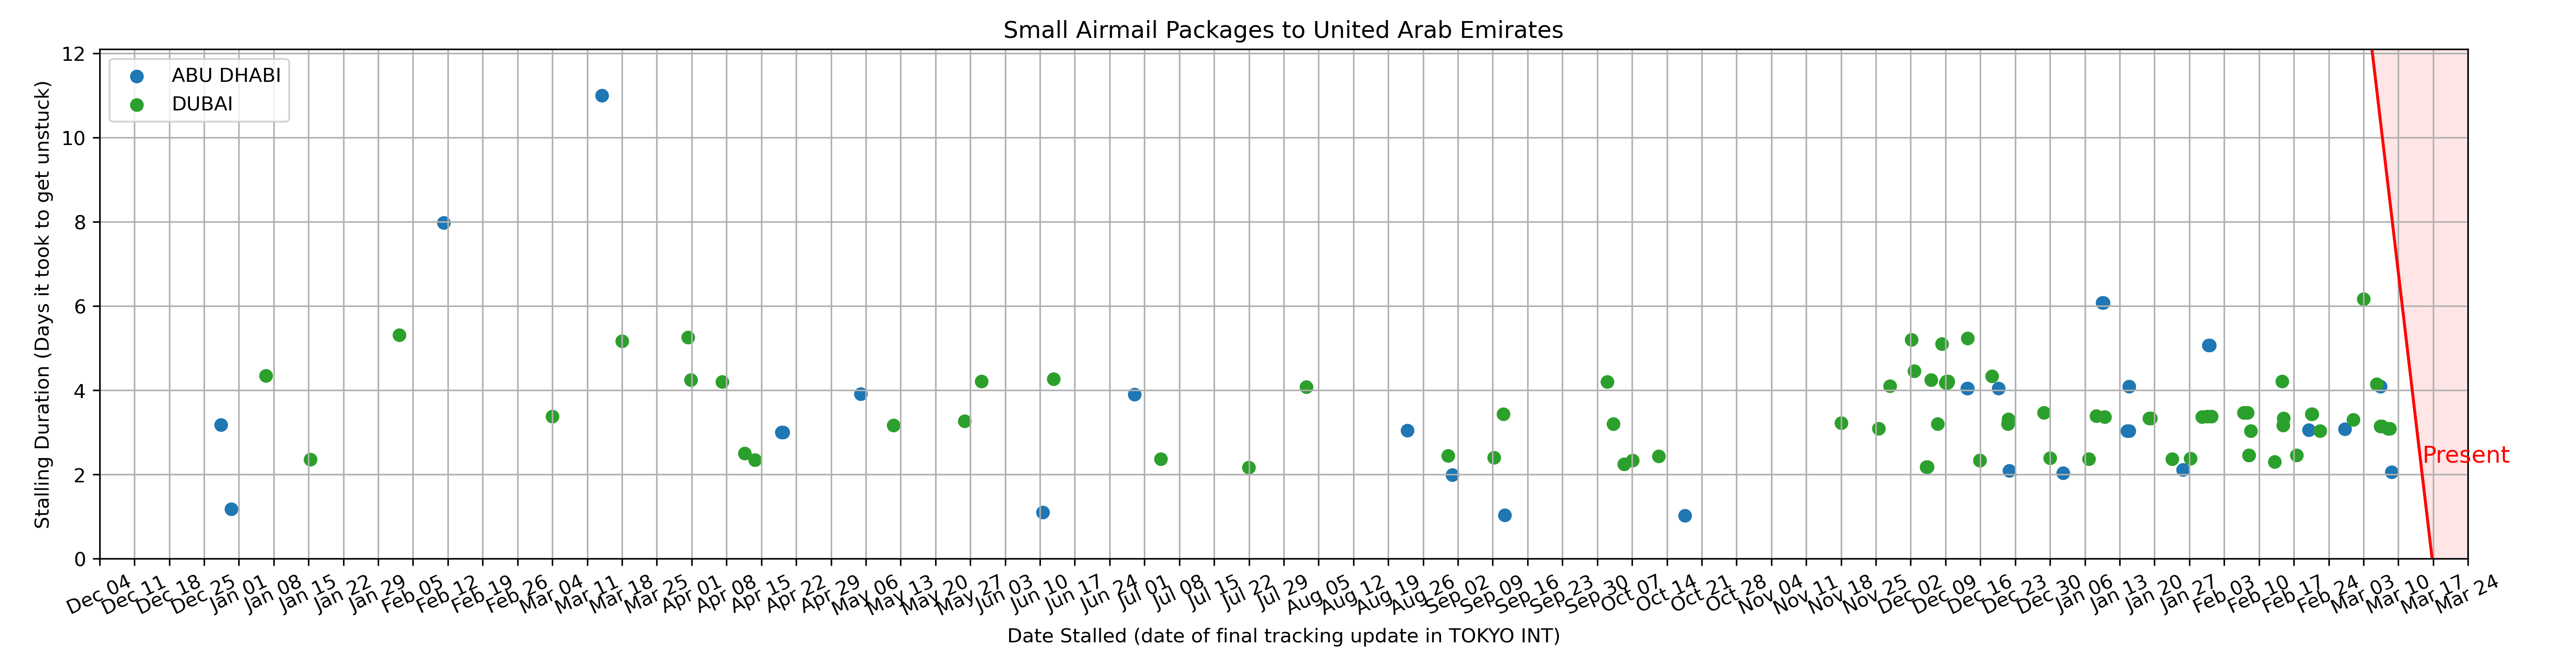 Small Airmail Packages to United Arab Emirates
Stalling Duration (Days it took to get unstuck)
12
10
8
6
4
2
0
ABU DHABI
DUBAI
Present
Dec 04
Dec 11
Dec 18
Dec 25
Jan 01
Jan 08
Jan 15
Jan 22
Jan 29
Feb 05
Feb 12
Feb 19
Feb 26
Mar 04
Mar 11
Mar 18
Mar 25
Apr 01
Apr 08
Apr 15
Apr 22
Apr 29
May 06
May 13
May 20
May 27
Jun 03
Jun 10
Jun 17
Jun 24
Jul 01
Jul 08
Jul 15
Jul 22
Jul 29
Aug 05
Aug 12
Aug 19
Aug 26
Sep 02
Sep 09
Sep 16
Sep 23
Sep 30
Oct 07
Oct 14
Oct 21
Oct 28
Nov 04
Nov 11
Nov 18
Nov 25
Dec 02
Dec 09
Dec 16
Dec 23
Dec 30
Jan 06
Jan 13
Jan 20
Jan 27
Feb 03
Feb 10
Feb 17
Feb 24
Mar 03
Mar 10
Mar 17
Mar 24
Date Stalled (date of final tracking update in TOKYO INT)